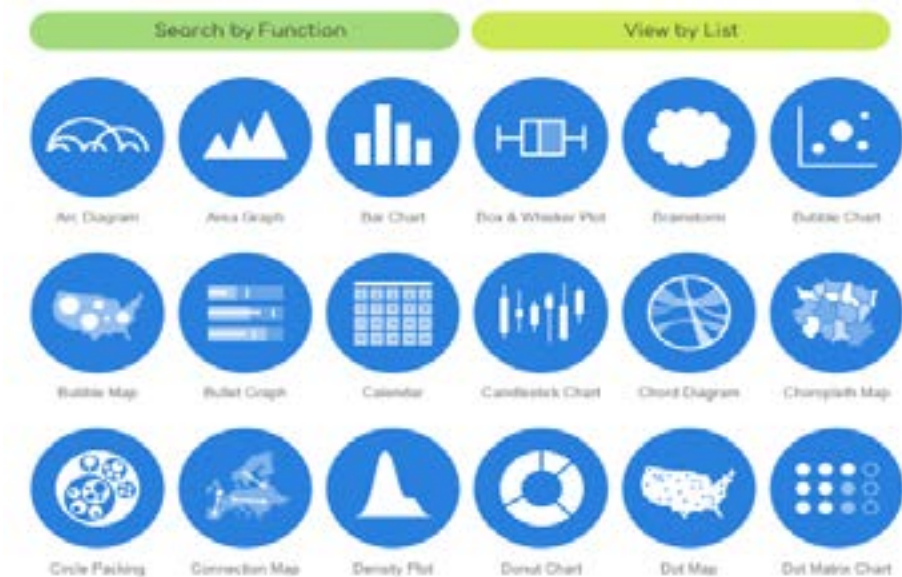 Search by Function
View by List
Arc Diagram
Area Graph
Bar Chart
Box & Whisker Plot
Brainstorm
Bubble Chart
Bubble Map
Bullet Graph
Calendar
Candlestick Chart
Chord Diagram
Choropleth Map
Circle Packing
Connection Map
Density Plot
Donut Chart
Dot Map
Dot Matrix Chart